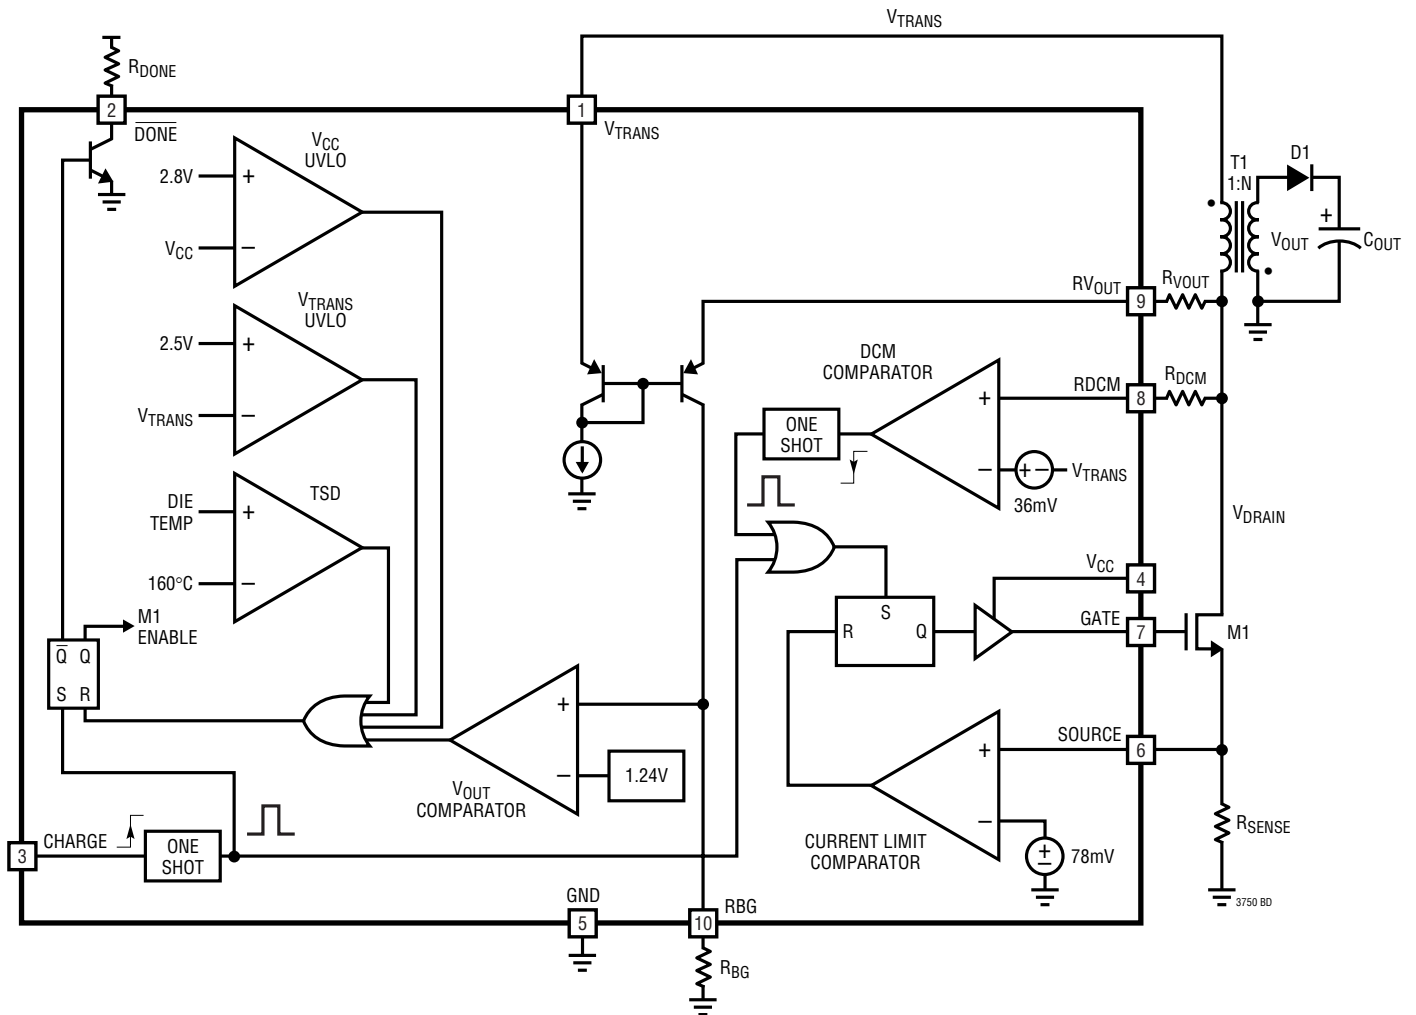 VTRANS
RDONE
2
DONE
1
VTRANS
VCC
UVLO
2.8V
+
VCC
−
T1
1:N
D1
+
VOUT
COUT
VTRANS
UVLO
2.5V
+
VTRANS
−
RVOUT
9
RVOUT
DCM
COMPARATOR
RDCM
8
RDCM
+
−
+ −
VTRANS
36mV
ONE
SHOT
TSD
DIE
TEMP
+
160°C
−
VDRAIN
VCC
4
GATE
7
M1
S
R
Q
M1
ENABLE
Q Q
S R
SOURCE
6
+
−
CURRENT LIMIT
COMPARATOR
+
−
78mV
RSENSE
+
−
1.24V
VOUT
COMPARATOR
3
CHARGE
ONE
SHOT
GND
5
RBG
10
RBG
3750 BD